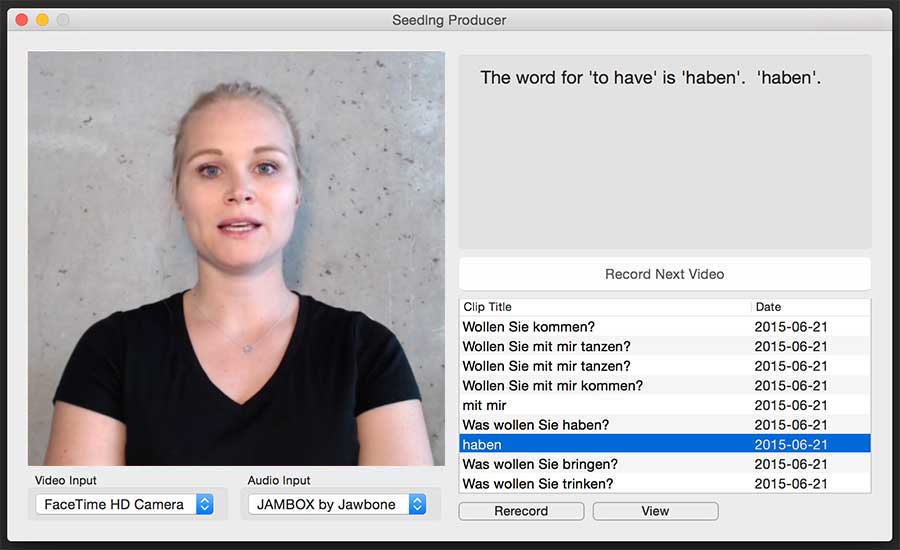 Seeding Producer
The word for 'to have' is 'haben'.  'haben'.
Record Next Video
Clip Title Date
Wollen Sie kommen? 2015-06-21
Wollen Sie mit mir tanzen? 2015-06-21
Wollen Sie mit mir tanzen? 2015-06-21
Wollen Sie mit mir kommen? 2015-06-21
mit mir 2015-06-21
Was wollen Sie haben? 2015-06-21
haben 2015-06-21
Was wollen Sie bringen? 2015-06-21
Was wollen Sie trinken? 2015-06-21
Video Input Audio Input
FaceTime HD Camera JAMBOX by Jawbone
Rerecord View